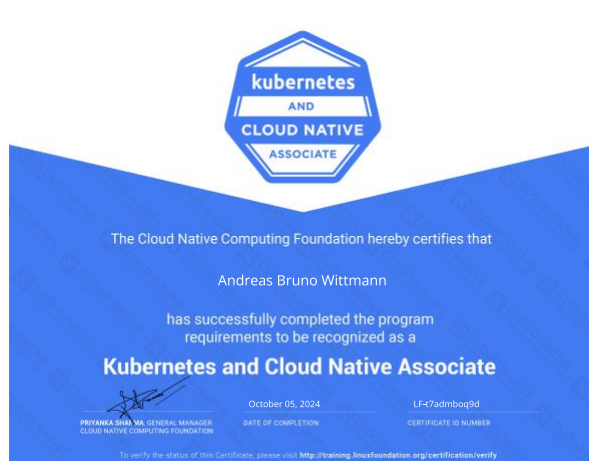 kubernetes
AND
CLOUD NATIVE
ASSOCIATE
The Cloud Native Computing Foundation hereby certifies that
Andreas Bruno Wittmann
has successfully completed the program
requirements to be recognized as a
Kubernetes and Cloud Native Associate
October 05, 2024
LF-t7admboq9d
PRIYANKA SHARMA, GENERAL MANAGER
CLOUD NATIVE COMPUTING FOUNDATION
DATE OF COMPLETION
CERTIFICATE ID NUMBER
To verify the status of this Certificate, please visit http://training.linuxfoundation.org/certification/verify